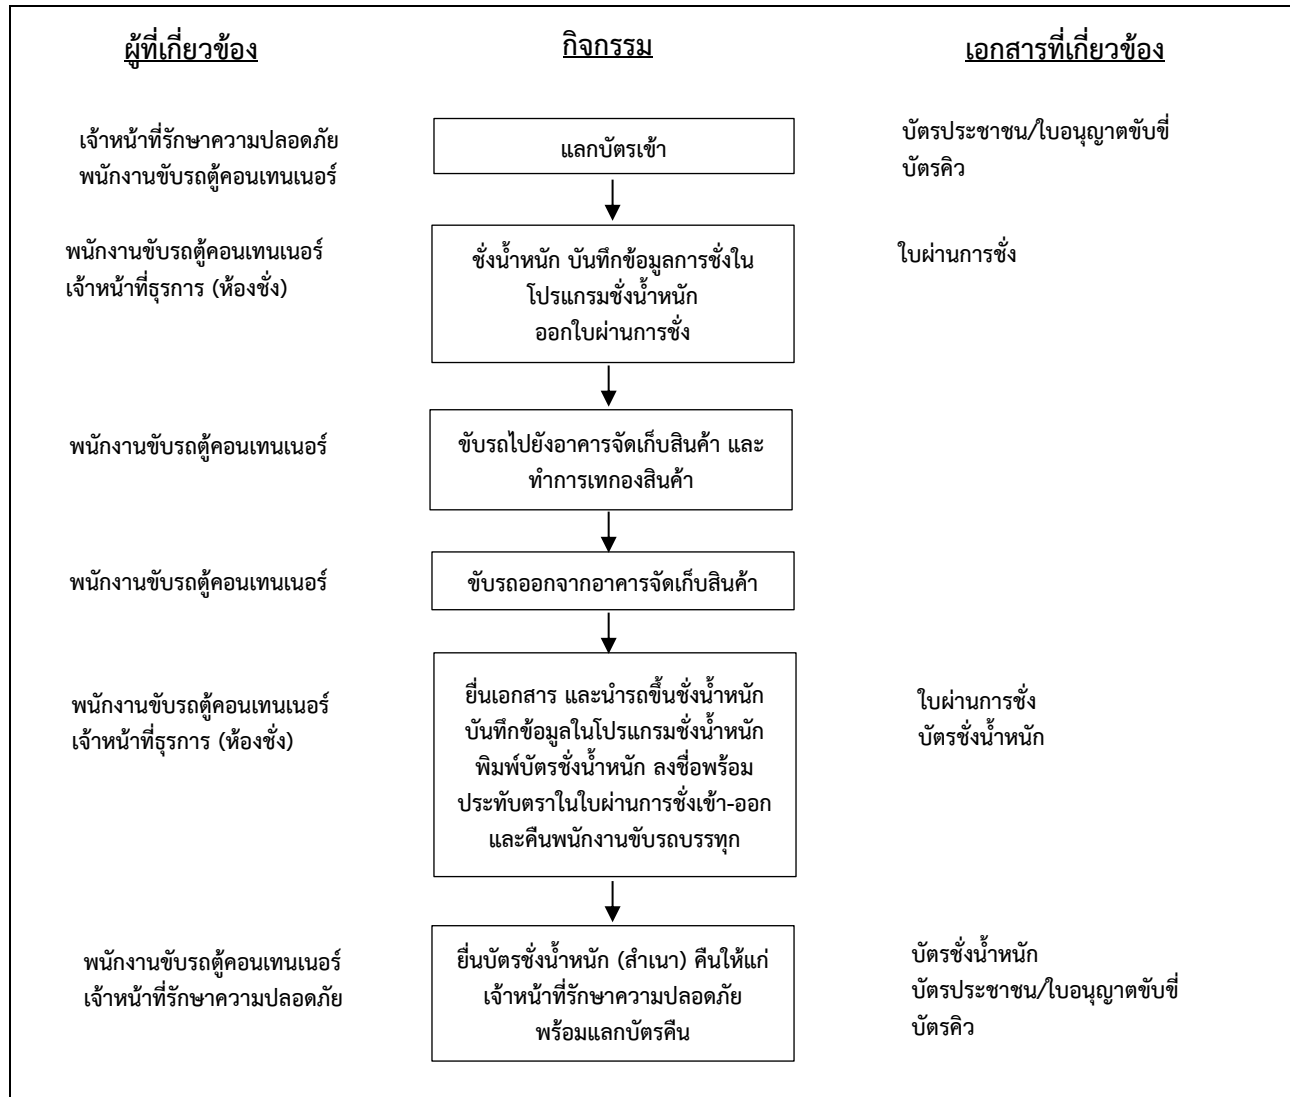 ผู้ที่เกี่ยวข้อง
กิจกรรม
เอกสารที่เกี่ยวข้อง
เจ้าหน้าที่รักษาความปลอดภัย
พนักงานขับรถตู้คอนเทนเนอร์
แลกบัตรเข้า
บัตรประชาชน/ใบอนุญาตขับขี่
บัตรคิว
พนักงานขับรถตู้คอนเทนเนอร์
เจ้าหน้าที่ธุรการ (ห้องชั่ง)
ชั่งน้ำหนัก บันทึกข้อมูลการชั่งใน
โปรแกรมชั่งน้ำหนัก
ออกใบผ่านการชั่ง
ใบผ่านการชั่ง
พนักงานขับรถตู้คอนเทนเนอร์
ขับรถไปยังอาคารจัดเก็บสินค้า และ
ทำการเทกองสินค้า
พนักงานขับรถตู้คอนเทนเนอร์
ขับรถออกจากอาคารจัดเก็บสินค้า
พนักงานขับรถตู้คอนเทนเนอร์
เจ้าหน้าที่ธุรการ (ห้องชั่ง)
ยื่นเอกสาร และนำรถขึ้นชั่งน้ำหนัก
บันทึกข้อมูลในโปรแกรมชั่งน้ำหนัก
พิมพ์บัตรชั่งน้ำหนัก ลงชื่อพร้อม
ประทับตราในใบผ่านการชั่งเข้า-ออก
และคืนพนักงานขับรถบรรทุก
ใบผ่านการชั่ง
บัตรชั่งน้ำหนัก
พนักงานขับรถตู้คอนเทนเนอร์
เจ้าหน้าที่รักษาความปลอดภัย
ยื่นบัตรชั่งน้ำหนัก (สำเนา) คืนให้แก่
เจ้าหน้าที่รักษาความปลอดภัย
พร้อมแลกบัตรคืน
บัตรชั่งน้ำหนัก
บัตรประชาชน/ใบอนุญาตขับขี่
บัตรคิว